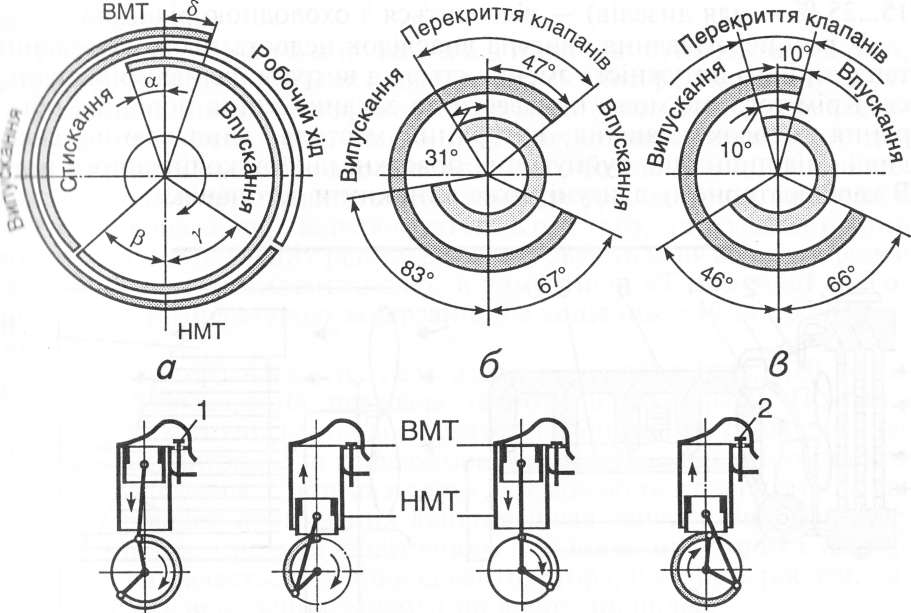 ВМТ
δ
α
Випускання
Стискання
Впускання
Робочий хід
β
γ
НМТ
а
Перекриття клапанів
47°
Випускання
Впускання
31°
83°
67°
б
Перекриття клапанів
10°
Випускання
Впускання
10°
46°
66°
в
1
ВМТ
НМТ
2